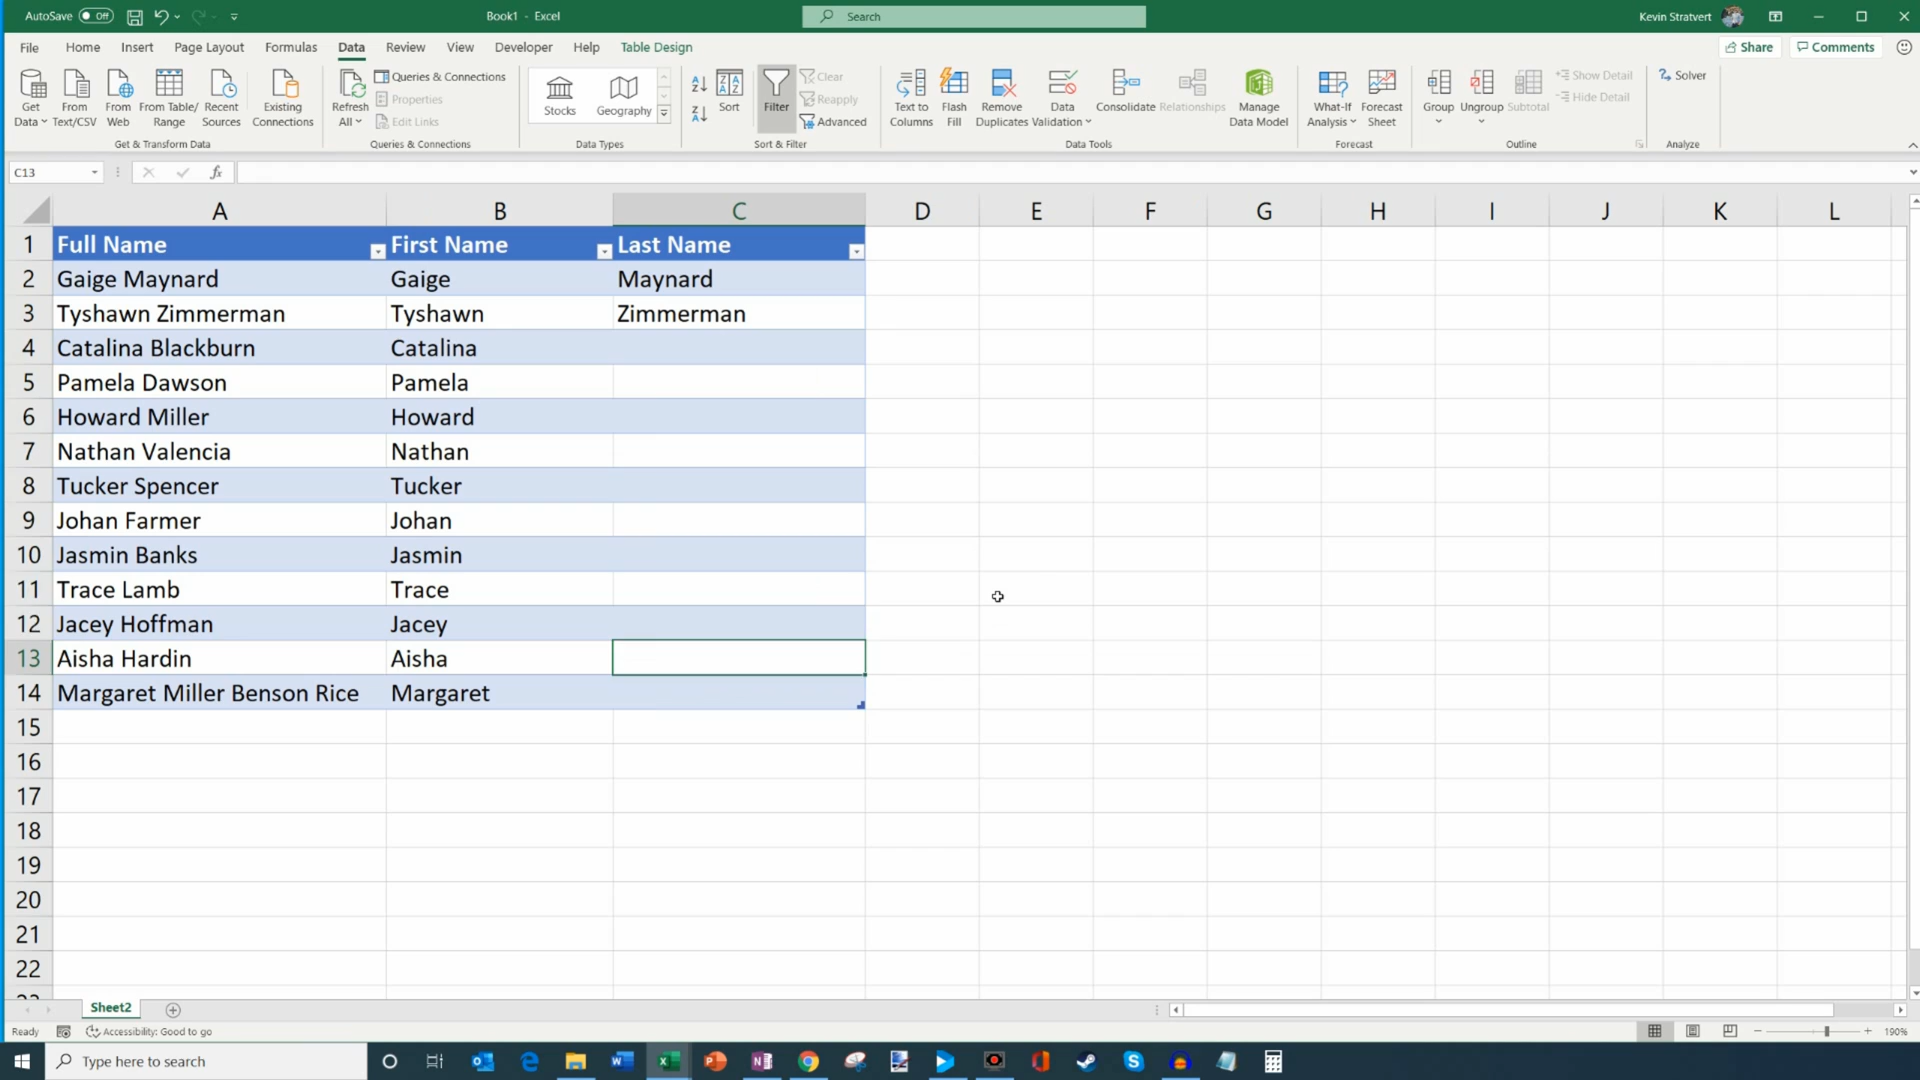 AutoSave Off Book1 - Excel Search Kevin Stratvert
File Home Insert Page Layout Formulas Data Review View Developer Help Table Design Share Comments
Get Data From Text/CSV From Web From Table/ Range Recent Sources Existing Connections
Get & Transform Data
Refresh All Queries & Connections Properties Edit Links
Queries & Connections
Stocks Geography
Data Types
Sort Filter Clear Reapply Advanced
Sort & Filter
Text to Columns Flash Fill Remove Duplicates Data Validation Consolidate Relationships Manage Data Model
Data Tools
What-If Analysis Forecast Sheet
Forecast
Group Ungroup Subtotal Show Detail Hide Detail
Outline
Solver
Analyze
C13 fx
A B C D E F G H I J K L
1 Full Name First Name Last Name
2 Gaige Maynard Gaige Maynard
3 Tyshawn Zimmerman Tyshawn Zimmerman
4 Catalina Blackburn Catalina
5 Pamela Dawson Pamela
6 Howard Miller Howard
7 Nathan Valencia Nathan
8 Tucker Spencer Tucker
9 Johan Farmer Johan
10 Jasmin Banks Jasmin
11 Trace Lamb Trace
12 Jacey Hoffman Jacey
13 Aisha Hardin Aisha
14 Margaret Miller Benson Rice Margaret
15
16
17
18
19
20
21
22
Sheet2
Ready Accessibility: Good to go 190%
Type here to search